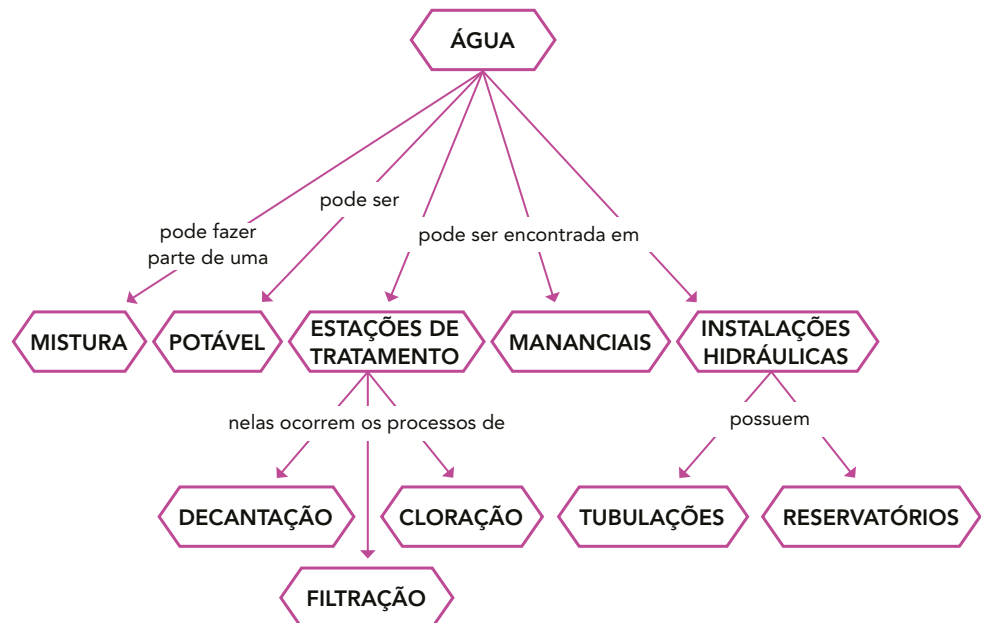 ÁGUA
pode ser
pode fazer
parte de uma
pode ser encontrada em
MISTURA
POTÁVEL
ESTAÇÕES DE
TRATAMENTO
MANANCIAIS
INSTALAÇÕES
HIDRÁULICAS
nelas ocorrem os processos de
possuem
DECANTAÇÃO
CLORAÇÃO
TUBULAÇÕES
RESERVATÓRIOS
FILTRAÇÃO